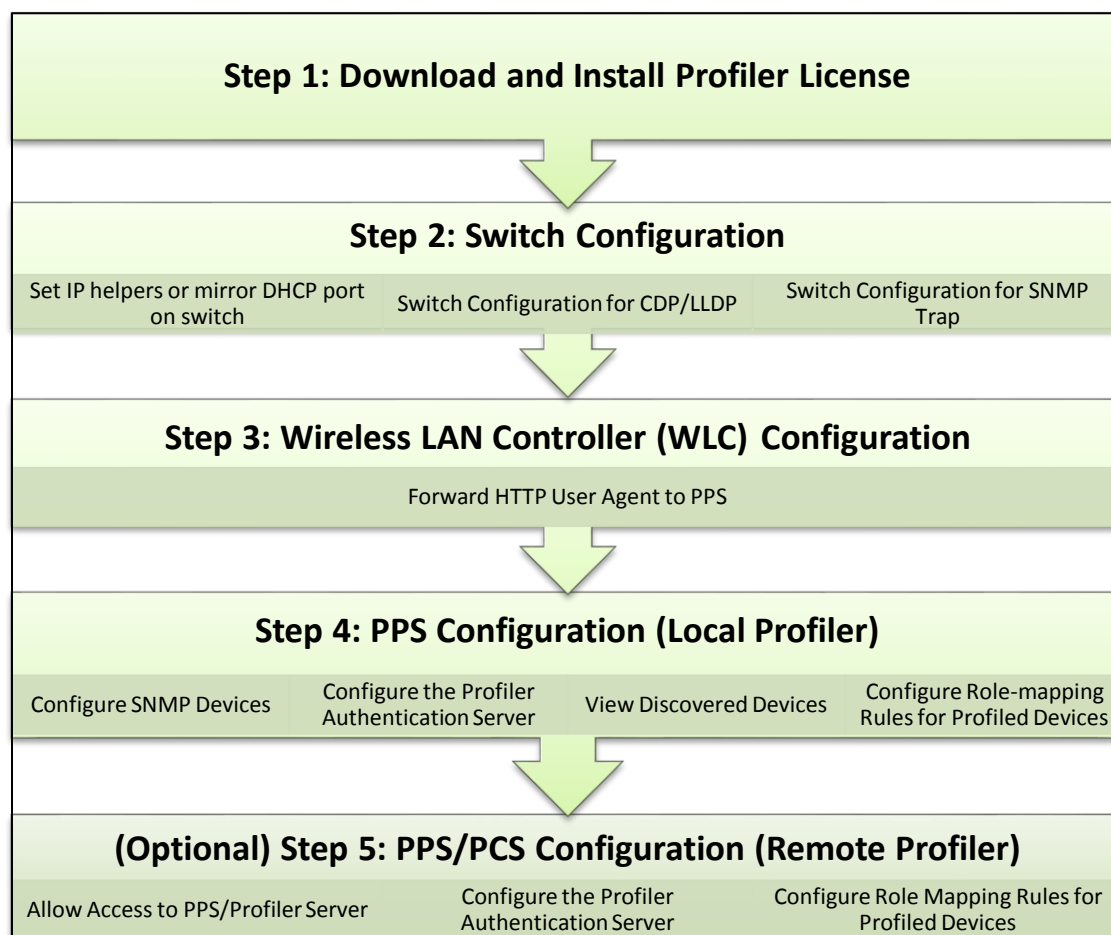 Step 1: Download and Install Profiler License
Step 2: Switch Configuration
Set IP helpers or mirror DHCP port
on switch
Switch Configuration for CDP/LLDP
Switch Configuration for SNMP
Trap
Step 3: Wireless LAN Controller (WLC) Configuration
Forward HTTP User Agent to PPS
Step 4: PPS Configuration (Local Profiler)
Configure SNMP Devices
Configure the Profiler
Authentication Server
View Discovered Devices
Configure Role-mapping
Rules for Profiled Devices
(Optional) Step 5: PPS/PCS Configuration (Remote Profiler)
Allow Access to PPS/Profiler Server
Configure the Profiler
Authentication Server
Configure Role Mapping Rules for
Profiled Devices